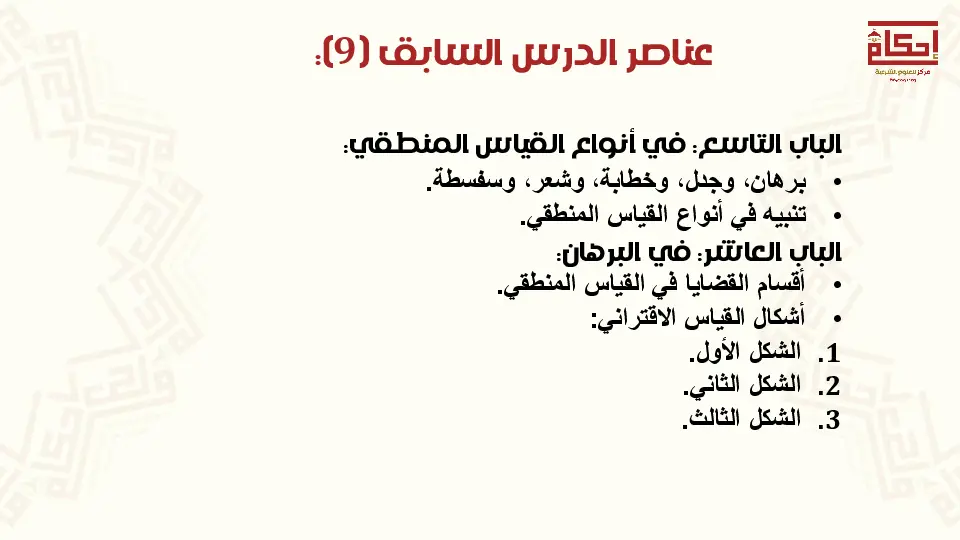 عناصر الدرس السابق (9):
إحكام
مركز للعلوم الشرعية
الباب التاسع: في أنواع القياس المنطقي:
• برهان، وجدل، وخطابة، وشعر، وسفسطة.
• تنبيه في أنواع القياس المنطقي.
الباب العاشر: في البرهان:
• أقسام القضايا في القياس المنطقي.
• أشكال القياس الاقتراني:
1. الشكل الأول.
2. الشكل الثاني.
3. الشكل الثالث.